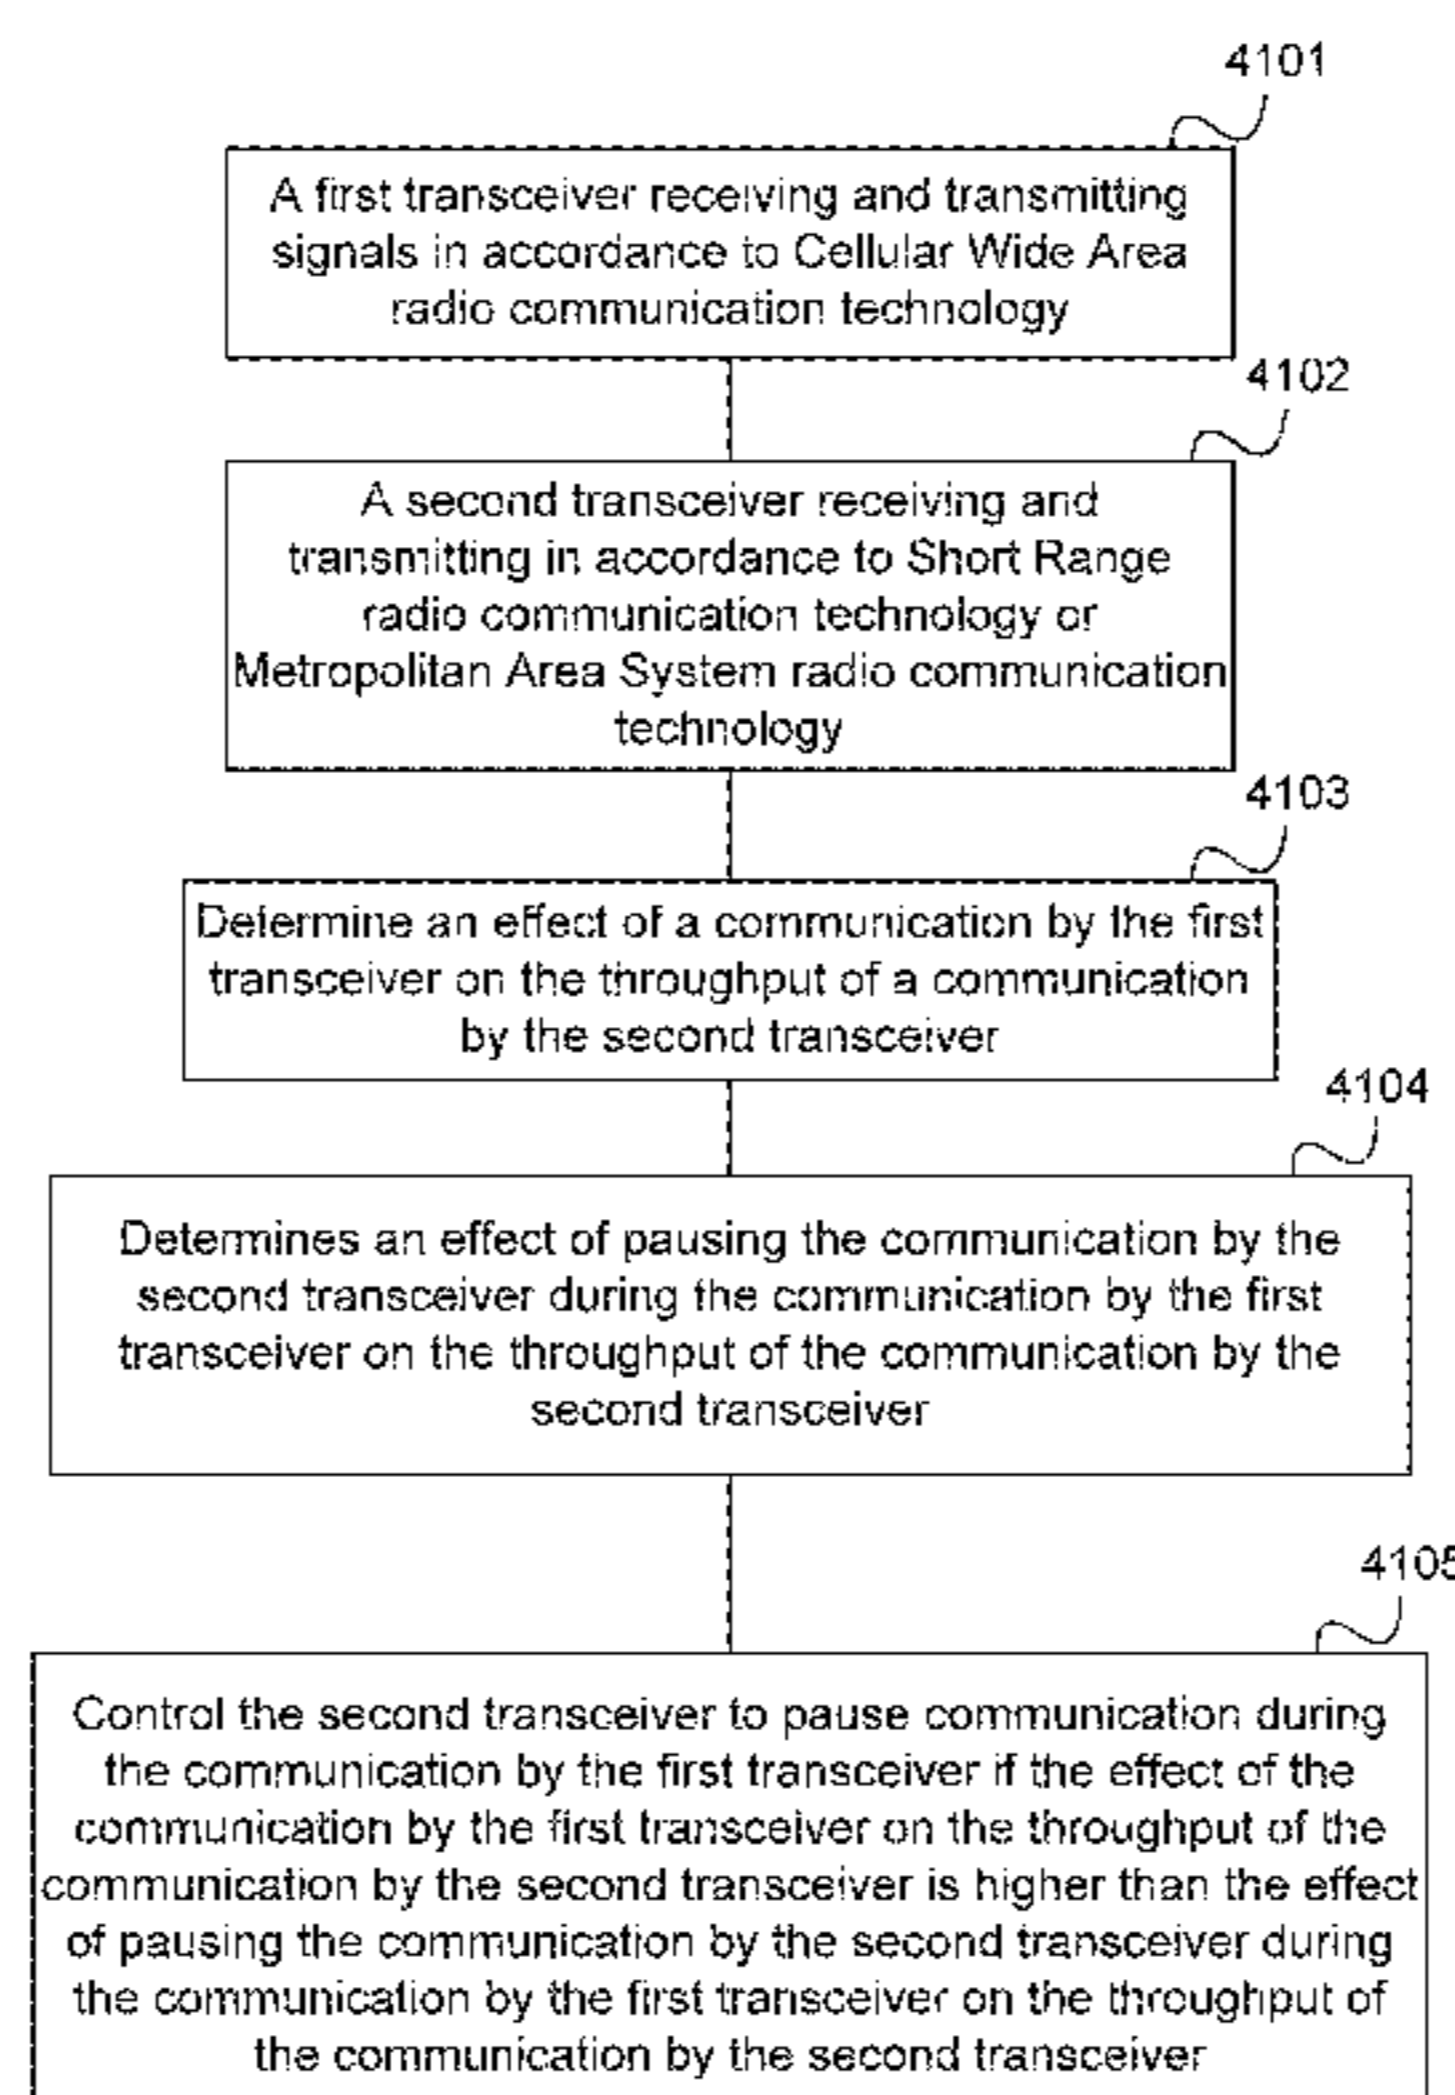 4101
A first transceiver receiving and transmitting
signals in accordance to Cellular Wide Area
radio communication technology
4102
A second transceiver receiving and
transmitting in accordance to Short Range
radio communication technology or
Metropolitan Area System radio communication
technology
4103
Determine an effect of a communication by the first
transceiver on the throughput of a communication
by the second transceiver
4104
Determines an effect of pausing the communication by the
second transceiver during the communication by the first
transceiver on the throughput of the communication by the
second transceiver
4105
Control the second transceiver to pause communication during
the communication by the first transceiver if the effect of the
communication by the first transceiver on the throughput of the
communication by the second transceiver is higher than the effect
of pausing the communication by the second transceiver during
the communication by the first transceiver on the throughput of
the communication by the second transceiver